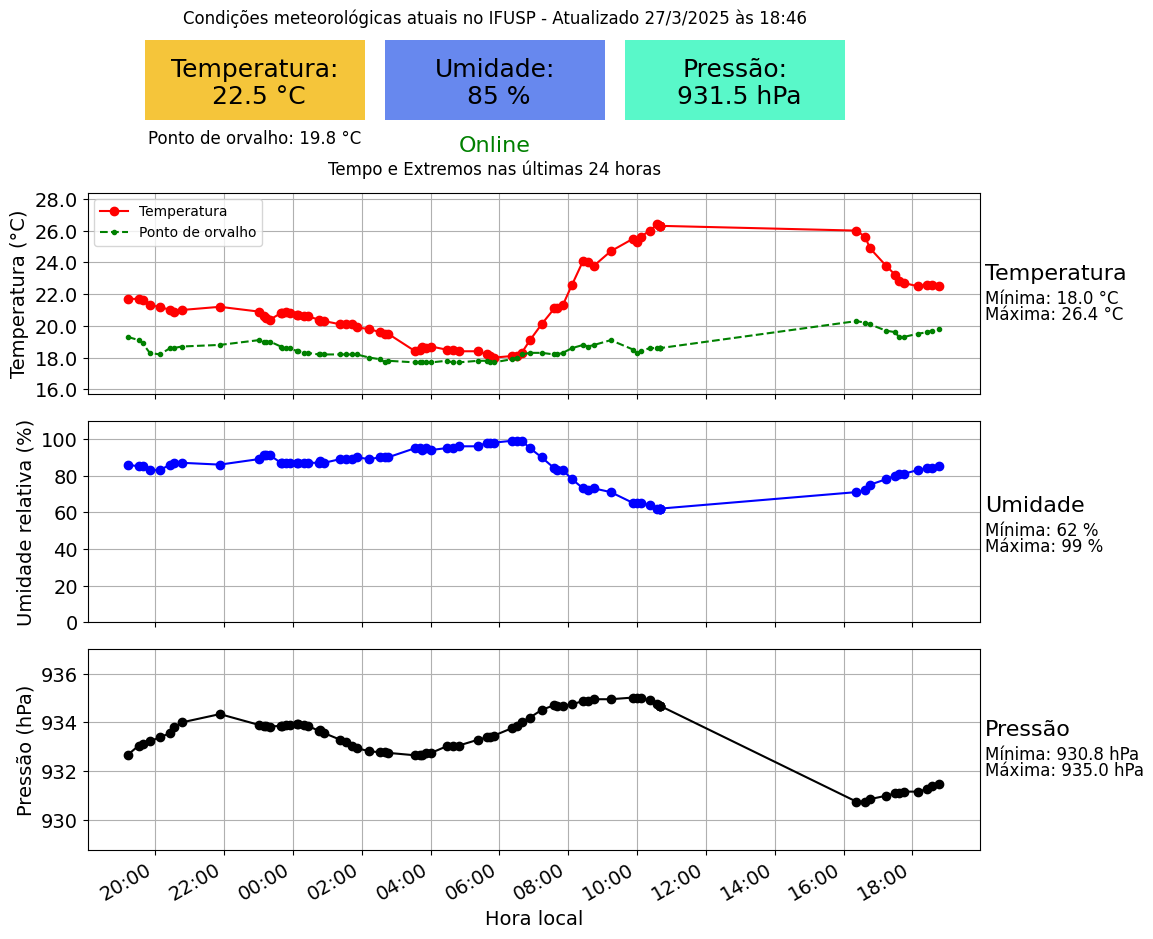 Condições meteorológicas atuais no IFUSP - Atualizado 27/3/2025 às 18:46
Temperatura:
22.5 °C
Umidade:
85 %
Pressão:
931.5 hPa
Ponto de orvalho: 19.8 °C
Online
Tempo e Extremos nas últimas 24 horas
Temperatura (°C)
28.0
26.0
24.0
22.0
20.0
18.0
16.0
Temperatura
Ponto de orvalho
Temperatura
Mínima: 18.0 °C
Máxima: 26.4 °C
Umidade relativa (%)
100
80
60
40
20
0
Umidade
Mínima: 62 %
Máxima: 99 %
Pressão (hPa)
936
934
932
930
Pressão
Mínima: 930.8 hPa
Máxima: 935.0 hPa
20:00 22:00 00:00 02:00 04:00 06:00 08:00 10:00 12:00 14:00 16:00 18:00
Hora local